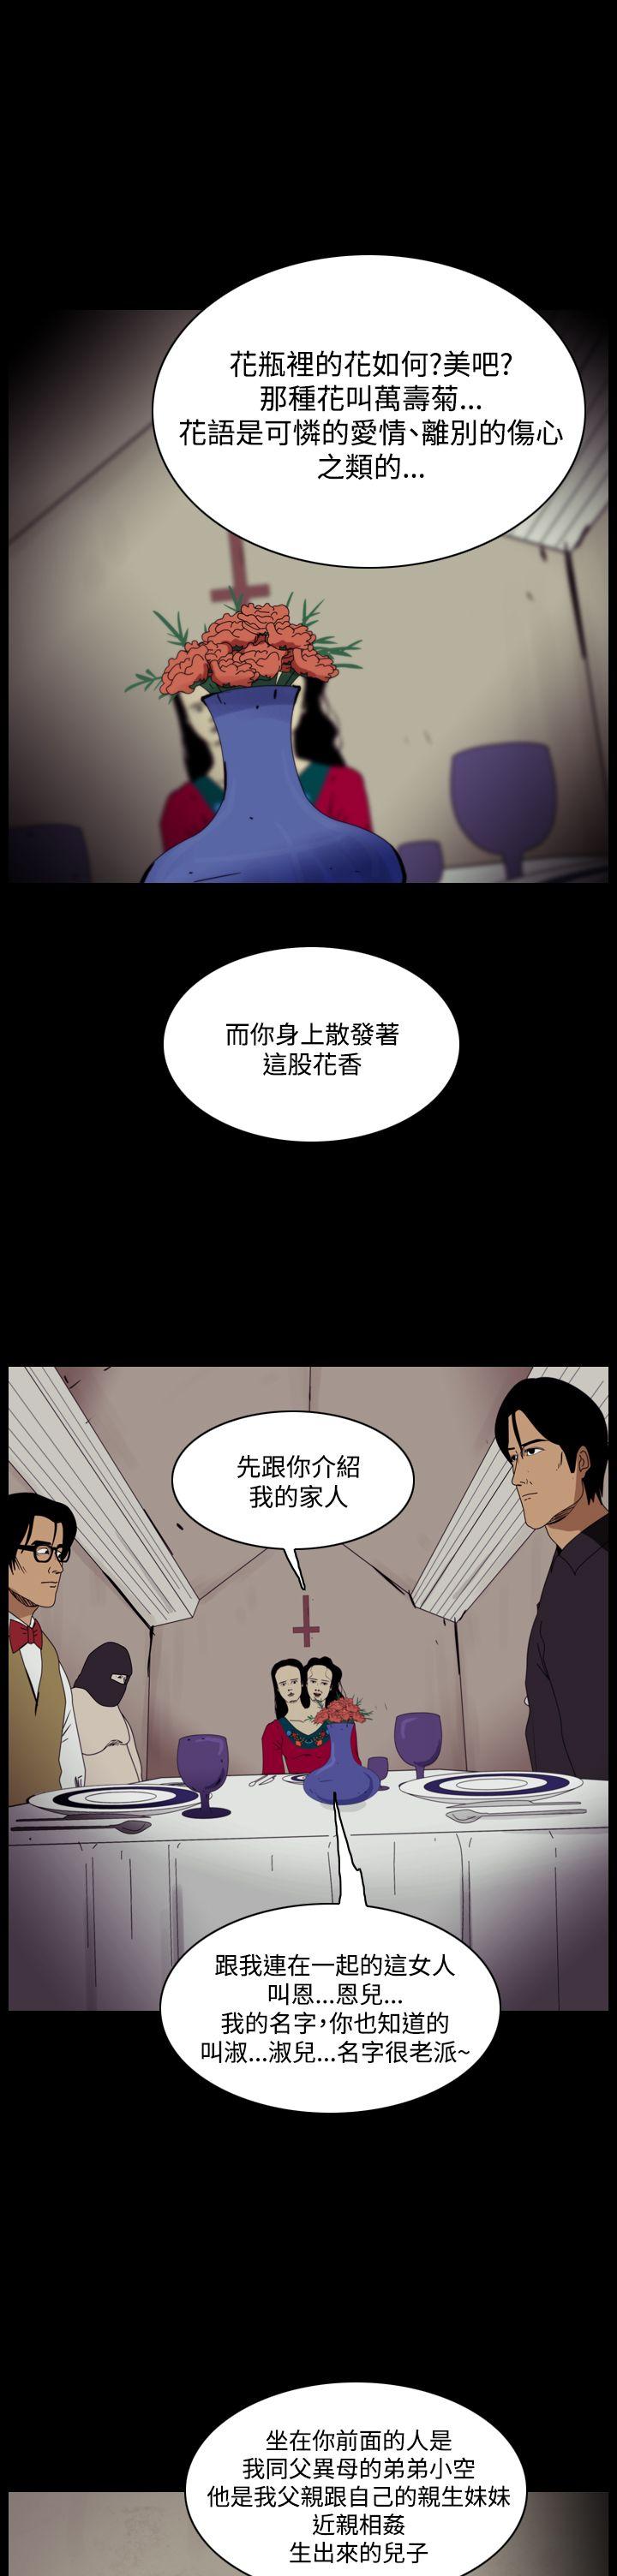 花瓶裡的花如何?美吧?
那種花叫萬壽菊...
花語是可憐的愛情、離別的傷心
之類的...
而你身上散發著
這股花香
先跟你介紹
我的家人
跟我連在一起的這女人
叫恩...恩兒...
我的名字,你也知道的
叫淑...淑兒...名字很老派~
坐在你前面的人是
我同父異母的弟弟小空
他是我父親跟自己的親生妹妹
近親相姦
生出來的兒子